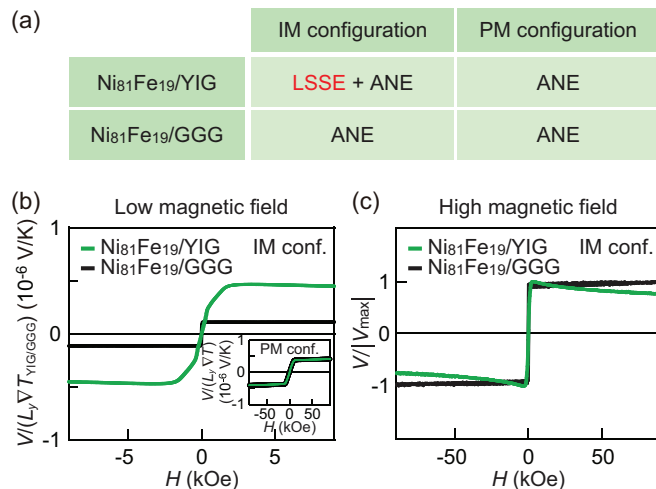 (a)
IM configuration
PM configuration
Ni81Fe19/YIG
LSSE + ANE
ANE
Ni81Fe19/GGG
ANE
ANE
(b)
Low magnetic field
V/(Ly∇TYIG/GGG) (10-6 V/K)
1
0
-1
Ni81Fe19/YIG
IM conf.
Ni81Fe19/GGG
PM conf.
V/(Ly∇T)
(10-6 V/K)
1
-1
-50
0
50
H (kOe)
-5
0
5
H (kOe)
(c)
High magnetic field
V/|Vmax|
1
0
-1
Ni81Fe19/YIG
IM conf.
Ni81Fe19/GGG
-50
0
50
H (kOe)